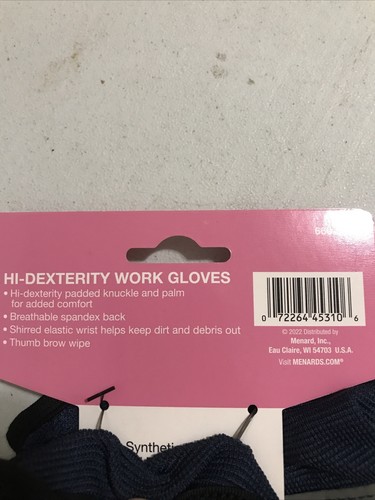 HI-DEXTERITY WORK GLOVES
• Hi-dexterity padded knuckle and palm
for added comfort
• Breathable spandex back
• Shirred elastic wrist helps keep dirt and debris out
• Thumb brow wipe
0 72264 45310 6
© 2022 Distributed by
Menard, Inc.,
Eau Claire, WI 54703 U.S.A.
Visit MENARDS.COM®